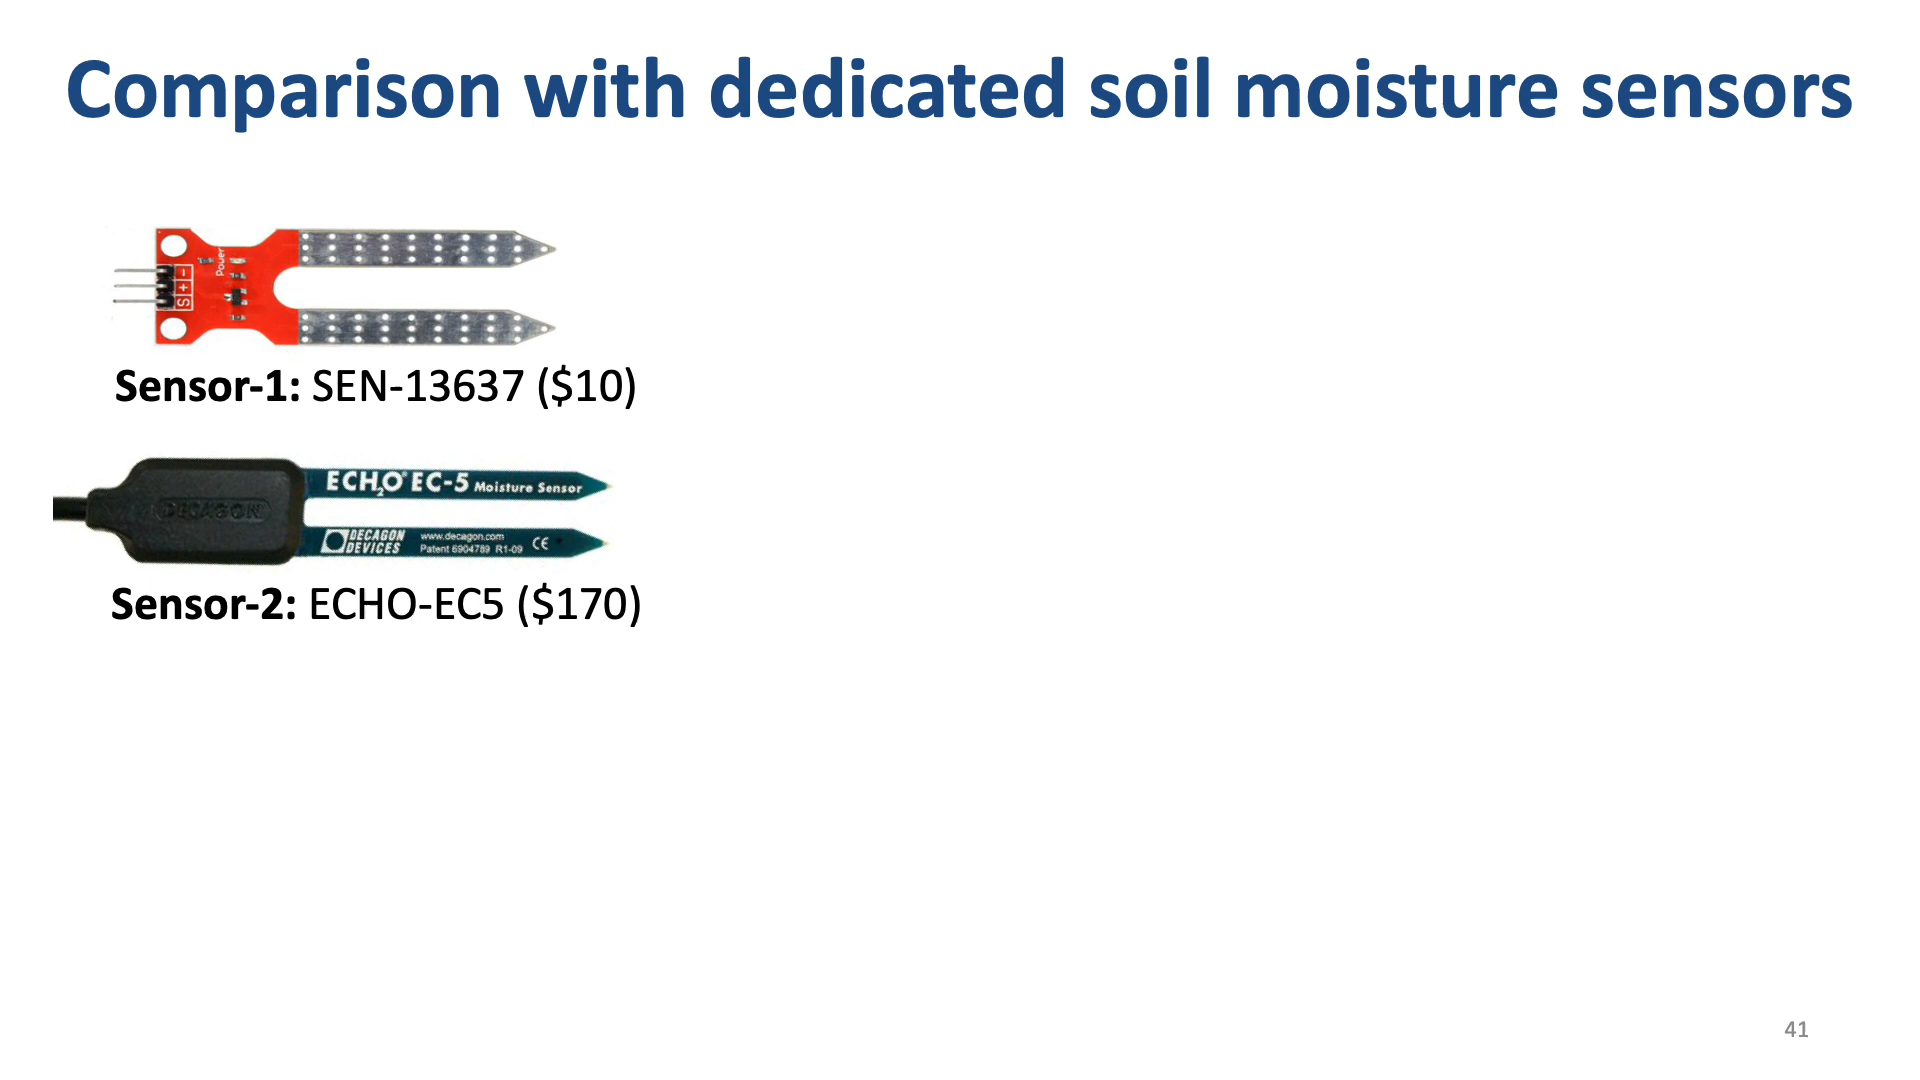 Comparison with dedicated soil moisture sensors
Power
S + -
Sensor-1: SEN-13637 ($10)
ECH2O® EC-5 Moisture Sensor
DECAGON
DECAGON DEVICES
www.decagon.com
Patent 6904789 R1-09
CE
Sensor-2: ECHO-EC5 ($170)
41